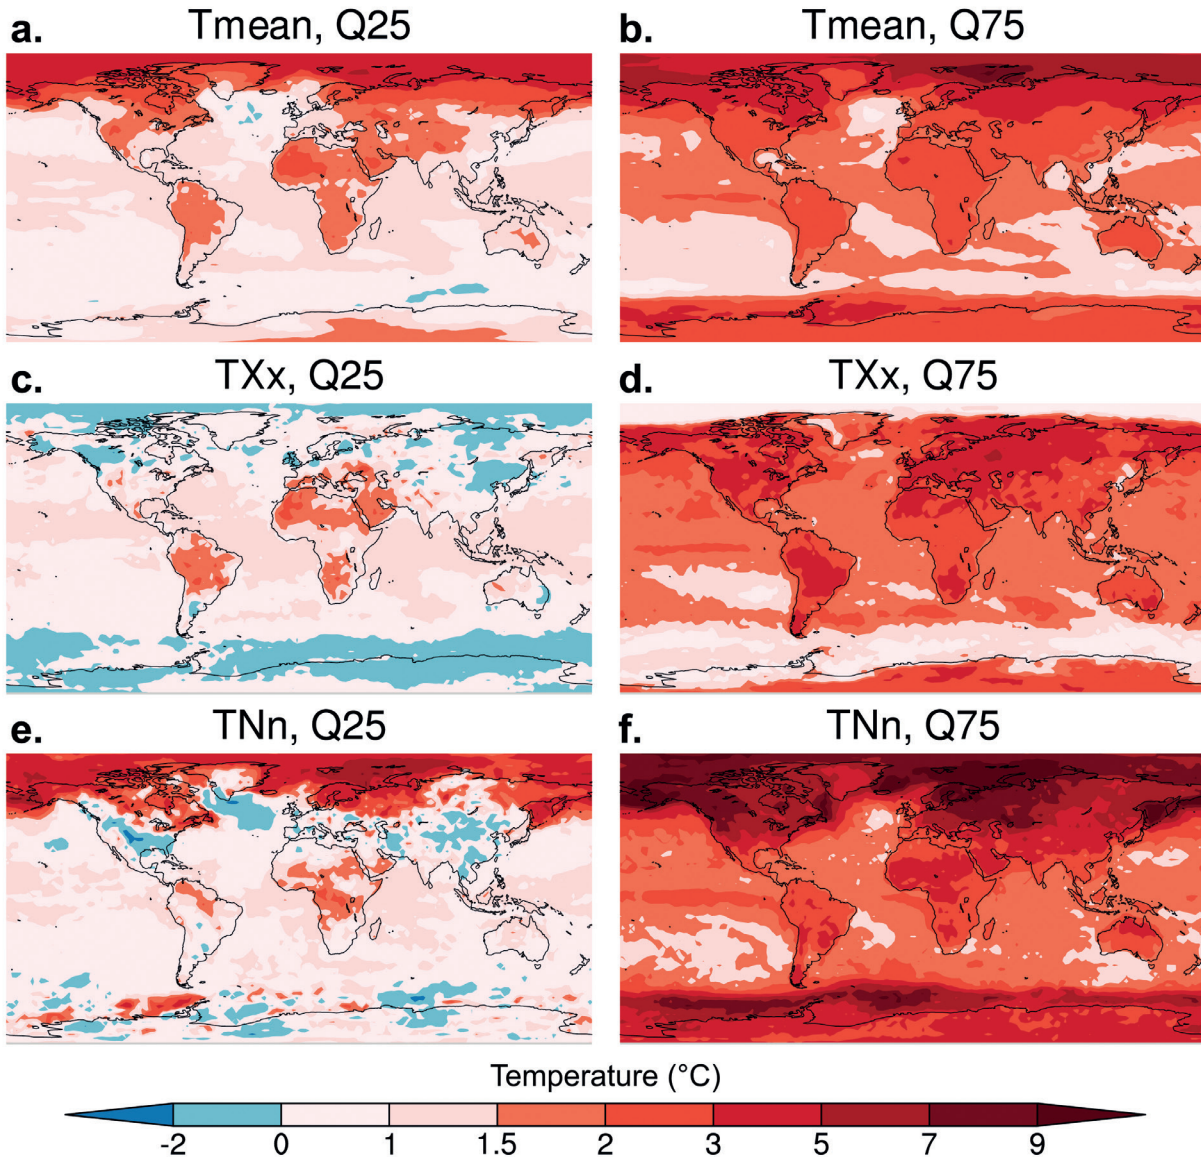 a. Tmean, Q25
b. Tmean, Q75
c. TXx, Q25
d. TXx, Q75
e. TNn, Q25
f. TNn, Q75
Temperature (°C)
-2 0 1 1.5 2 3 5 7 9